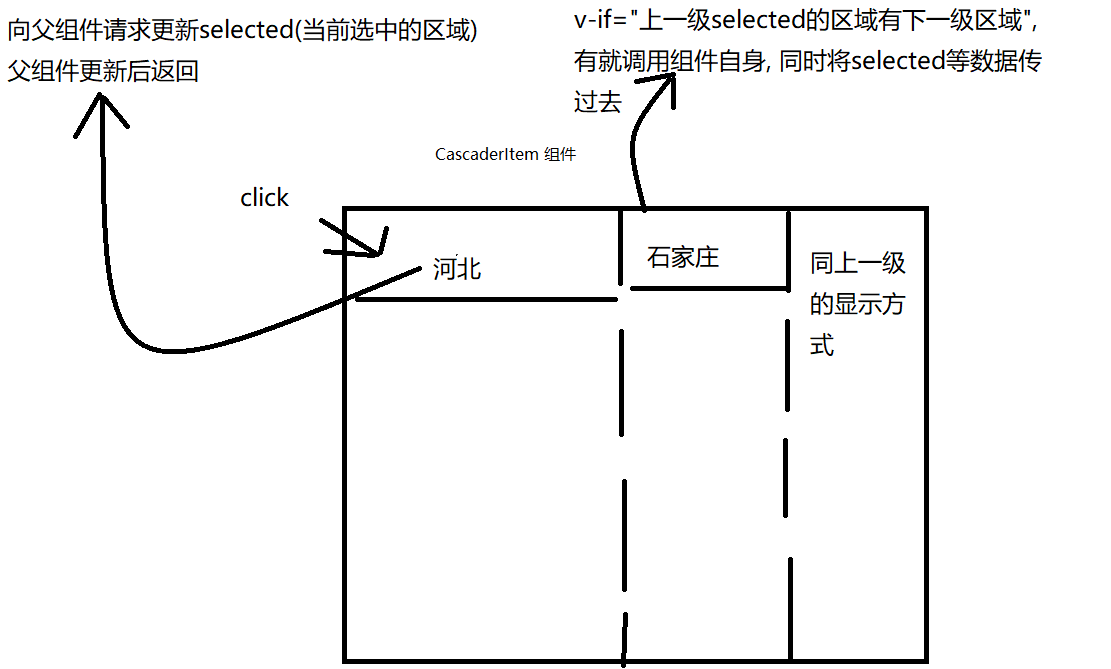 向父组件请求更新selected(当前选中的区域)
父组件更新后返回
v-if="上一级selected的区域有下一级区域",
有就调用组件自身, 同时将selected等数据传
过去
CascaderItem 组件
click
河北
石家庄
同上一级
的显示方
式